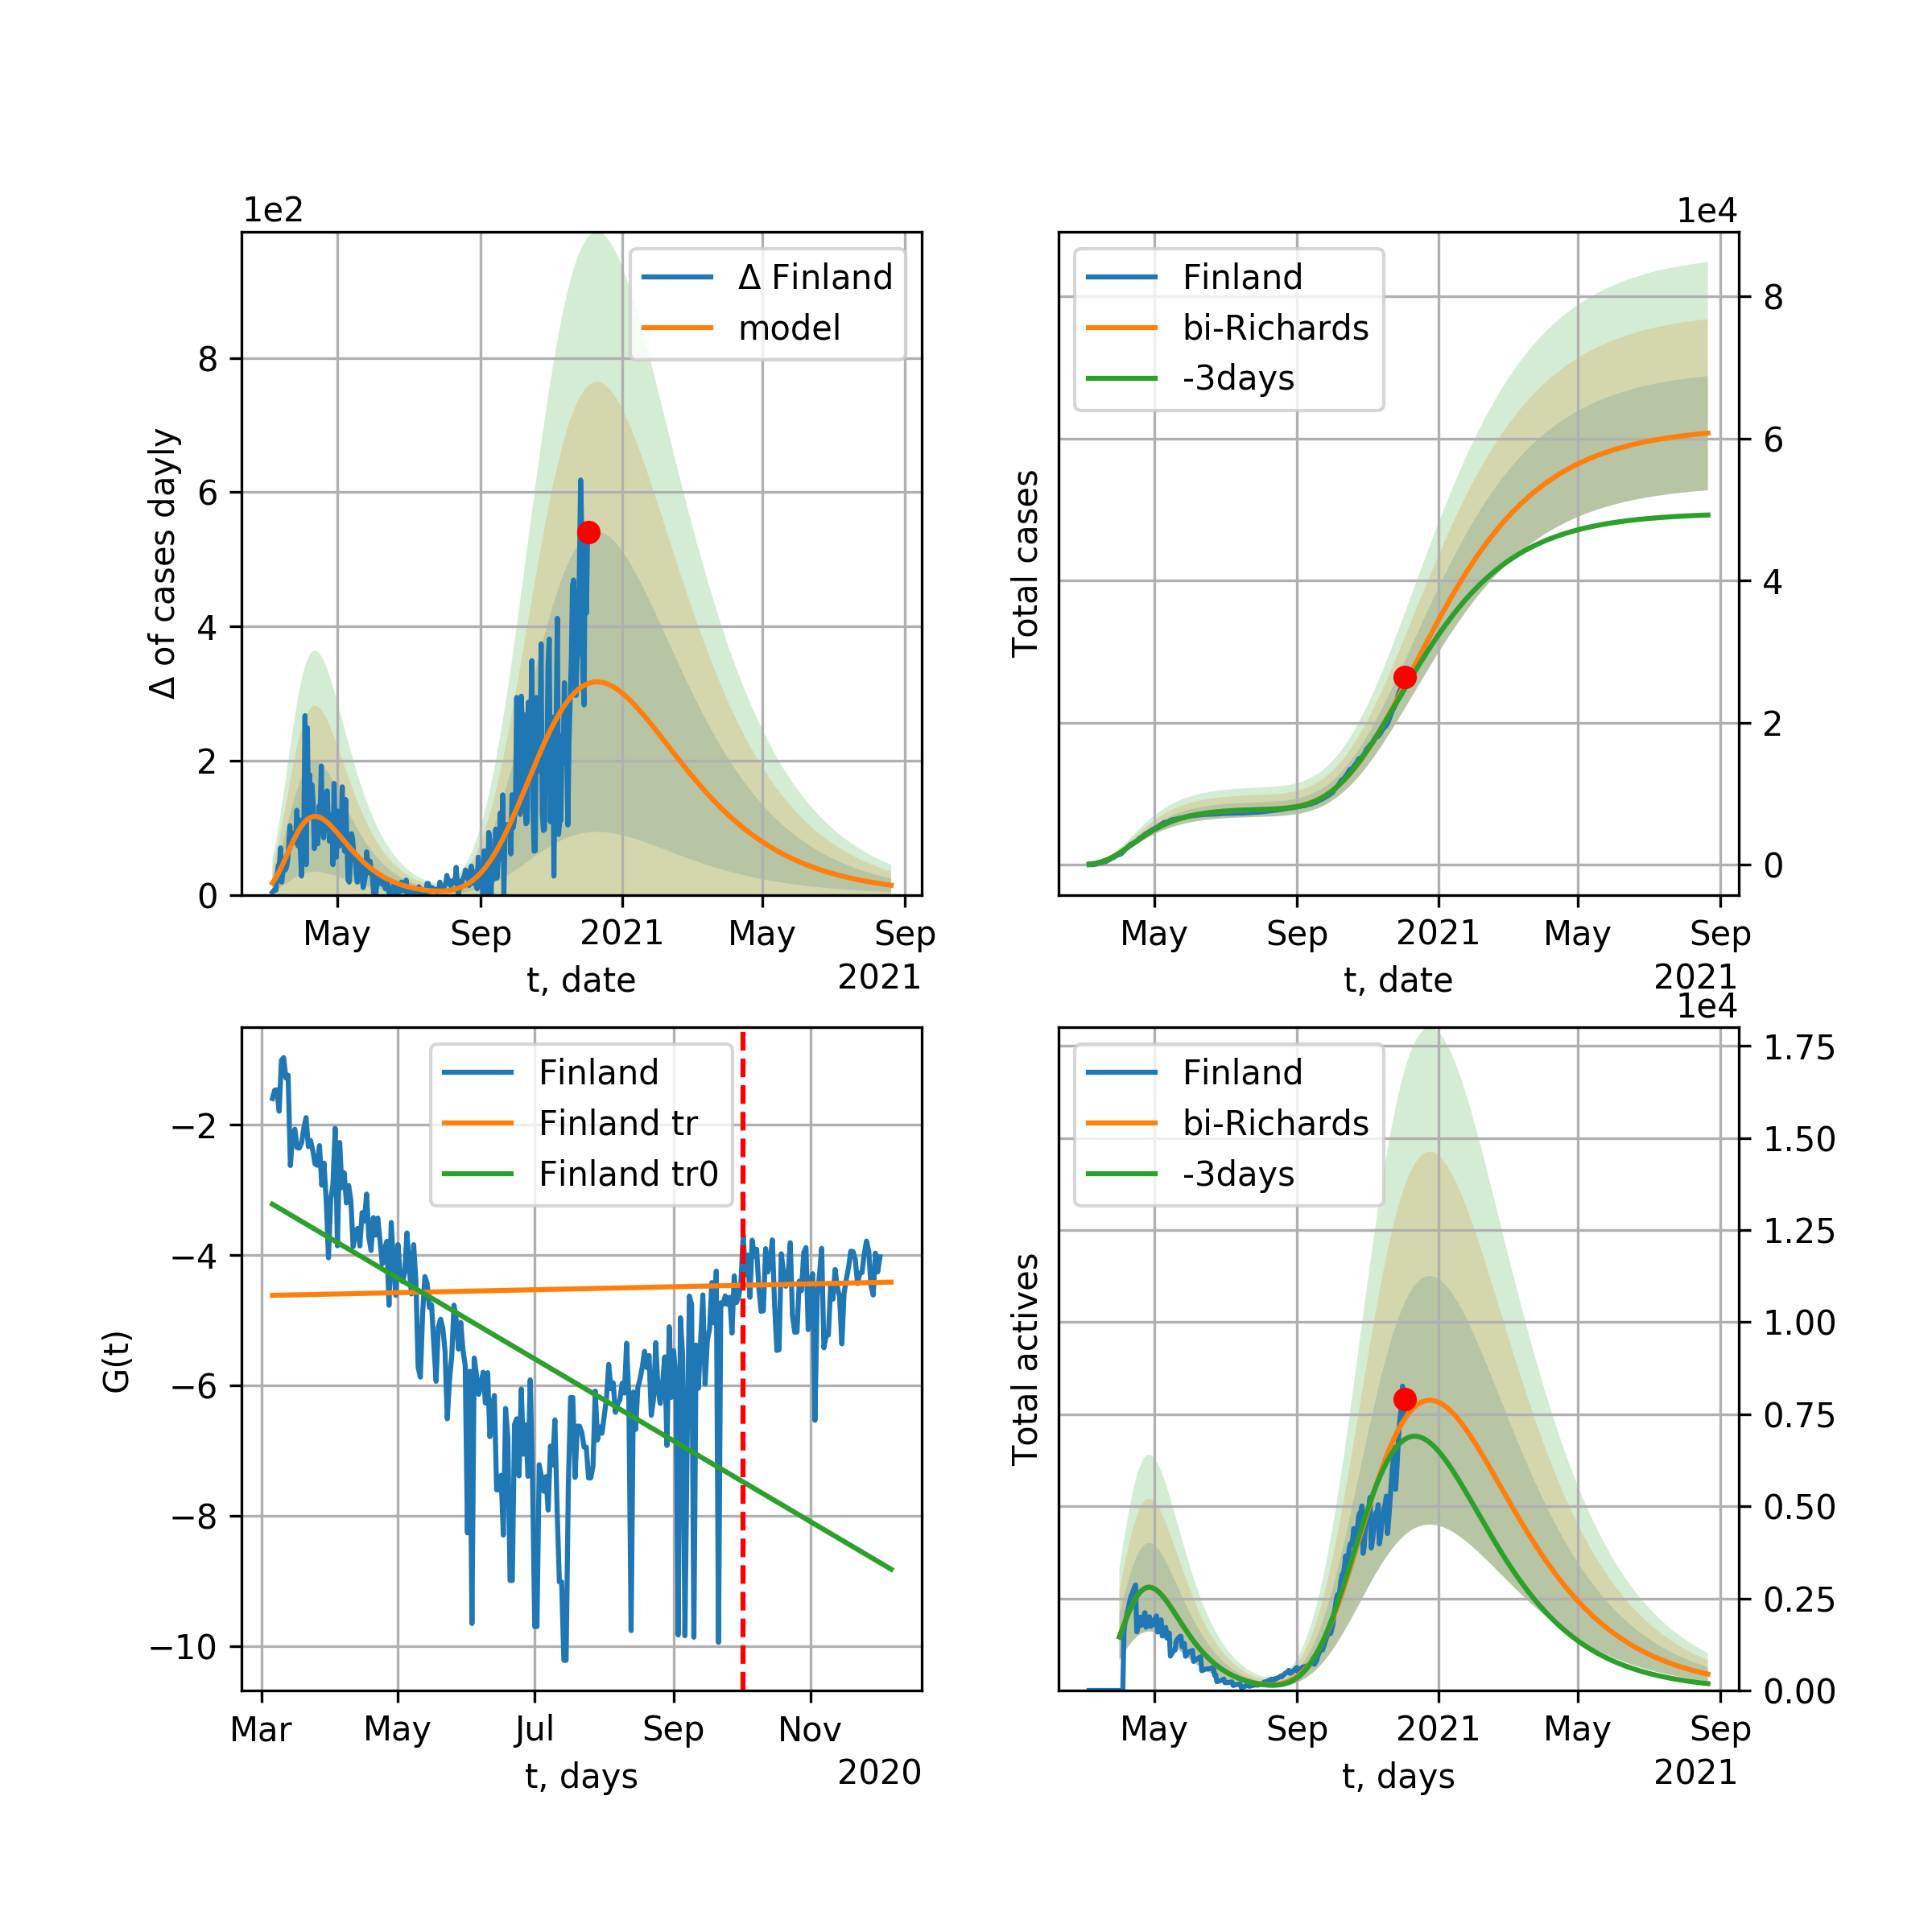 1e2
Δ Finland
model
8
6
4
2
0
Δ of cases dayly
May Sep 2021 May Sep
t, date
2021
1e4
Finland
bi-Richards
-3days
8
6
4
2
0
Total cases
May Sep 2021 May Sep
t, date
2021
Finland
Finland tr
Finland tr0
−2
−4
−6
−8
−10
G(t)
Mar May Jul Sep Nov
t, days
2020
1e4
Finland
bi-Richards
-3days
1.75
1.50
1.25
1.00
0.75
0.50
0.25
0.00
Total actives
May Sep 2021 May Sep
t, days
2021